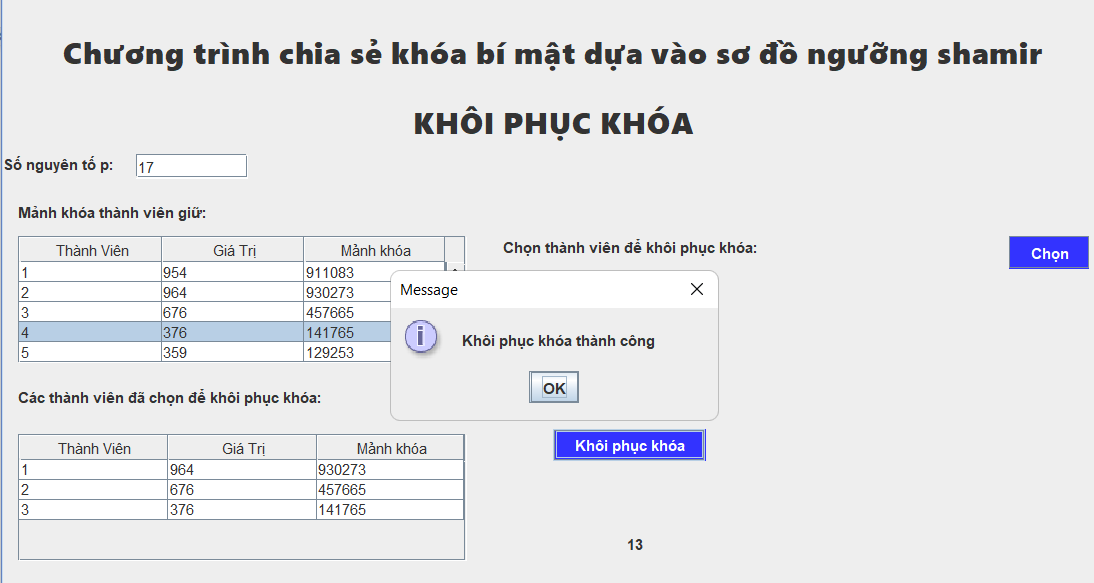 Chương trình chia sẻ khóa bí mật dựa vào sơ đồ ngưỡng shamir
KHÔI PHỤC KHÓA
Số nguyên tố p: 17
Mảnh khóa thành viên giữ:
Chọn thành viên để khôi phục khóa: Chọn
Thành Viên Giá Trị Mảnh khóa
1 954 911083
2 964 930273
3 676 457665
4 376 141765
5 359 129253
Message
Khôi phục khóa thành công
OK
Các thành viên đã chọn để khôi phục khóa:
Khôi phục khóa
Thành Viên Giá Trị Mảnh khóa
1 964 930273
2 676 457665
3 376 141765
13